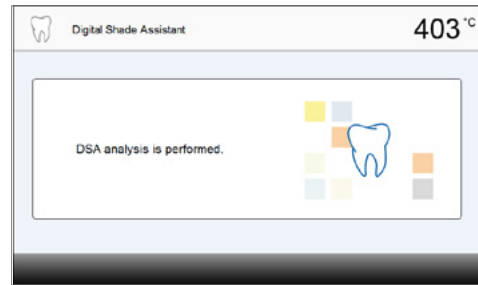 Digital Shade Assistant
403 °C
DSA analysis is performed.